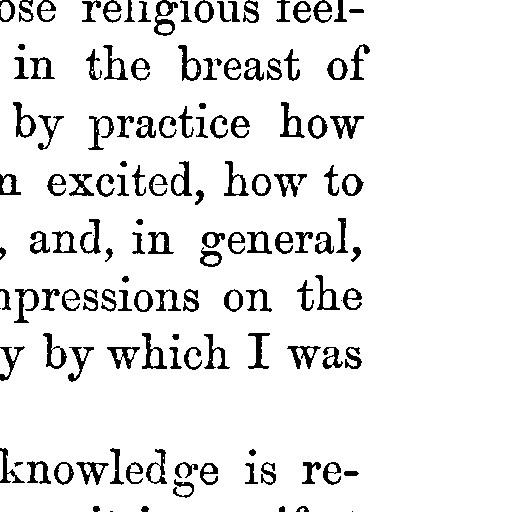 ose religious feel-
in the breast of
by practice how
n excited, how to
, and, in general,
mpressions on the
y by which I was
knowledge is re-